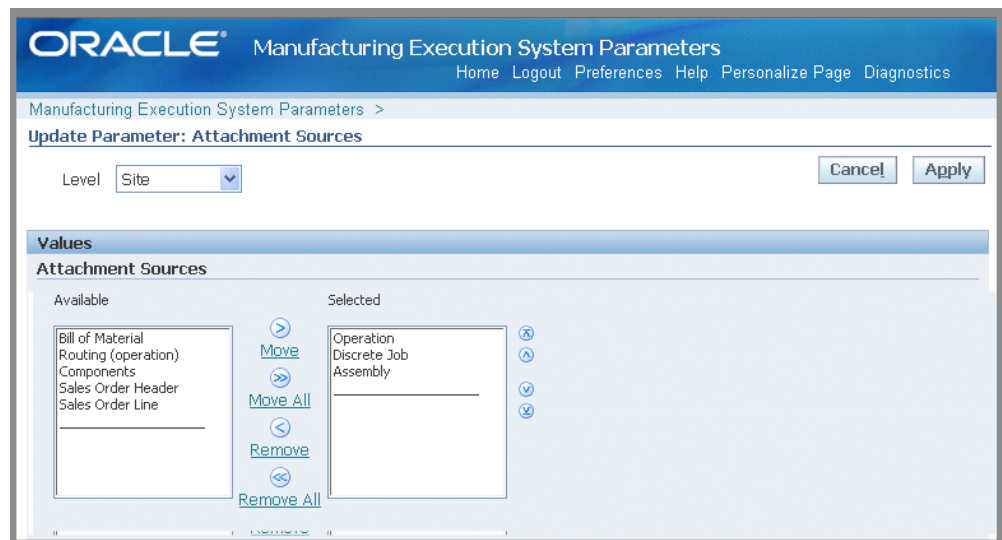 ORACLE® Manufacturing Execution System Parameters
Home Logout Preferences Help Personalize Page Diagnostics
Manufacturing Execution System Parameters >
Update Parameter: Attachment Sources
Level Site
Cancel Apply
Values
Attachment Sources
Available Selected
Bill of Material
Routing (operation)
Components
Sales Order Header
Sales Order Line
Move
Move All
Remove
Remove All
Operation
Discrete Job
Assembly